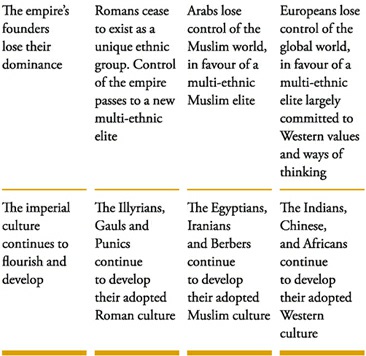 The empire’s
founders
lose their
dominance
Romans cease
to exist as a
unique ethnic
group. Control
of the empire
passes to a new
multi-ethnic
elite
Arabs lose
control of the
Muslim world,
in favour of a
multi-ethnic
Muslim elite
Europeans lose
control of the
global world,
in favour of a
multi-ethnic
elite largely
committed to
Western values
and ways of
thinking
The imperial
culture
continues to
flourish and
develop
The Illyrians,
Gauls and
Punics
continue
to develop
their adopted
Roman culture
The Egyptians,
Iranians
and Berbers
continue
to develop
their adopted
Muslim culture
The Indians,
Chinese,
and Africans
continue
to develop
their adopted
Western
culture